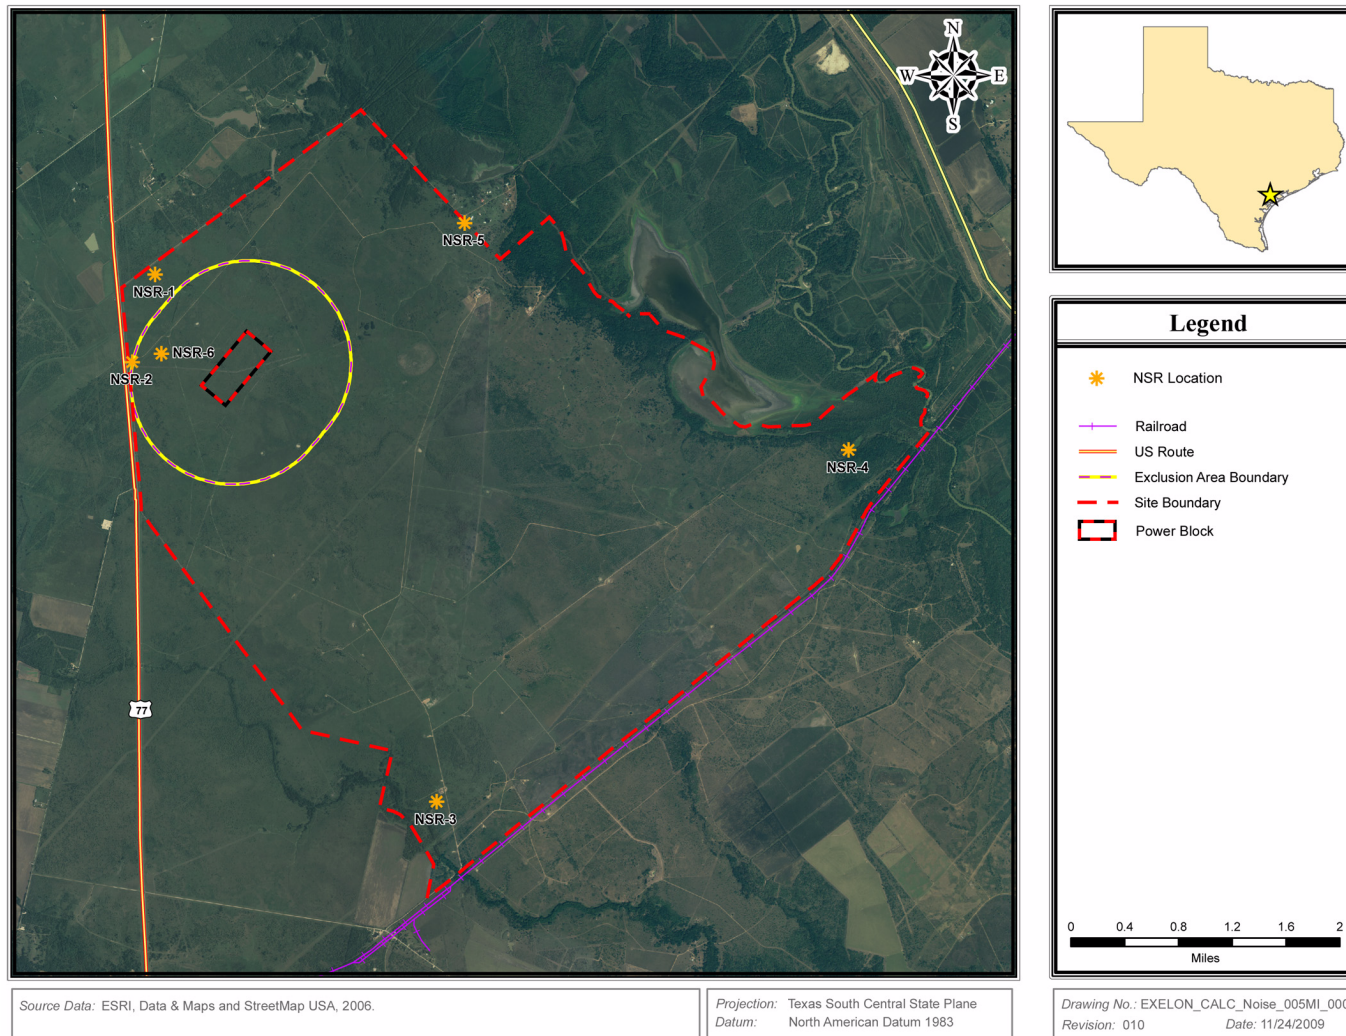 N
W E
S
NSR-5
NSR-1
NSR-6
NSR-2
NSR-4
77
NSR-3
Legend
NSR Location
Railroad
US Route
Exclusion Area Boundary
Site Boundary
Power Block
0 0.4 0.8 1.2 1.6 2
Miles
Source Data: ESRI, Data & Maps and StreetMap USA, 2006.
Projection: Texas South Central State Plane
Datum: North American Datum 1983
Drawing No.: EXELON_CALC_Noise_005MI_000
Revision: 010 Date: 11/24/2009